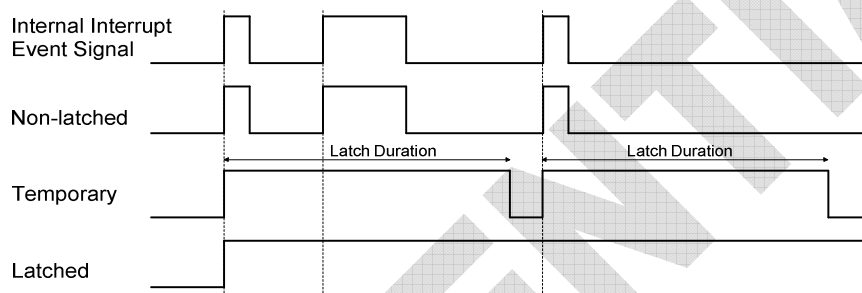 Internal Interrupt
Event Signal
Non-latched
Latch Duration
Latch Duration
Temporary
Latched